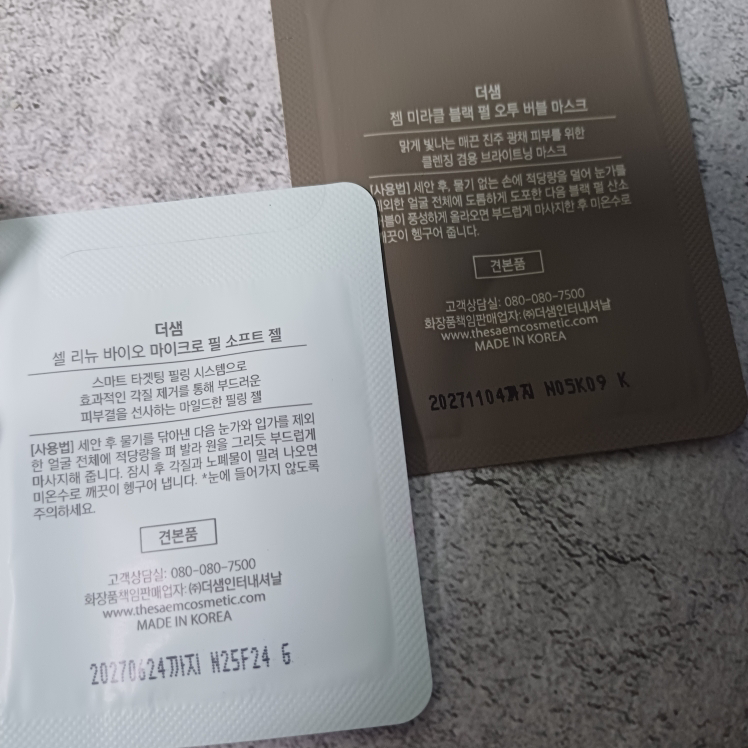 더샘
젬 미라클 블랙 펄 오투 버블 마스크
맑게 빛나는 매끈 진주 광채 피부를 위한
클렌징 겸용 브라이트닝 마스크
[사용법] 세안 후, 물기 없는 손에 적당량을 덜어 눈가를
제외한 얼굴 전체에 도톰하게 도포한 다음 블랙 펄 산소
버블이 풍성하게 올라오면 부드럽게 마사지한 후 미온수로
깨끗이 헹구어 줍니다.
견본품
고객상담실: 080-080-7500
화장품책임판매업자: ㈜더샘인터내셔날
www.thesaemcosmetic.com
MADE IN KOREA
20271104까지 N05K09 K
더샘
셀 리뉴 바이오 마이크로 필 소프트 젤
스마트 타겟팅 필링 시스템으로
효과적인 각질 제거를 통해 부드러운
피부결을 선사하는 마일드한 필링 젤
[사용법] 세안 후 물기를 닦아낸 다음 눈가와 입가를 제외
한 얼굴 전체에 적당량을 펴 발라 원을 그리듯 부드럽게
마사지해 줍니다. 잠시 후 각질과 노폐물이 밀려 나오면
미온수로 깨끗이 헹구어 냅니다. *눈에 들어가지 않도록
주의하세요.
견본품
고객상담실: 080-080-7500
화장품책임판매업자: ㈜더샘인터내셔날
www.thesaemcosmetic.com
MADE IN KOREA
20270624까지 N25F24 G